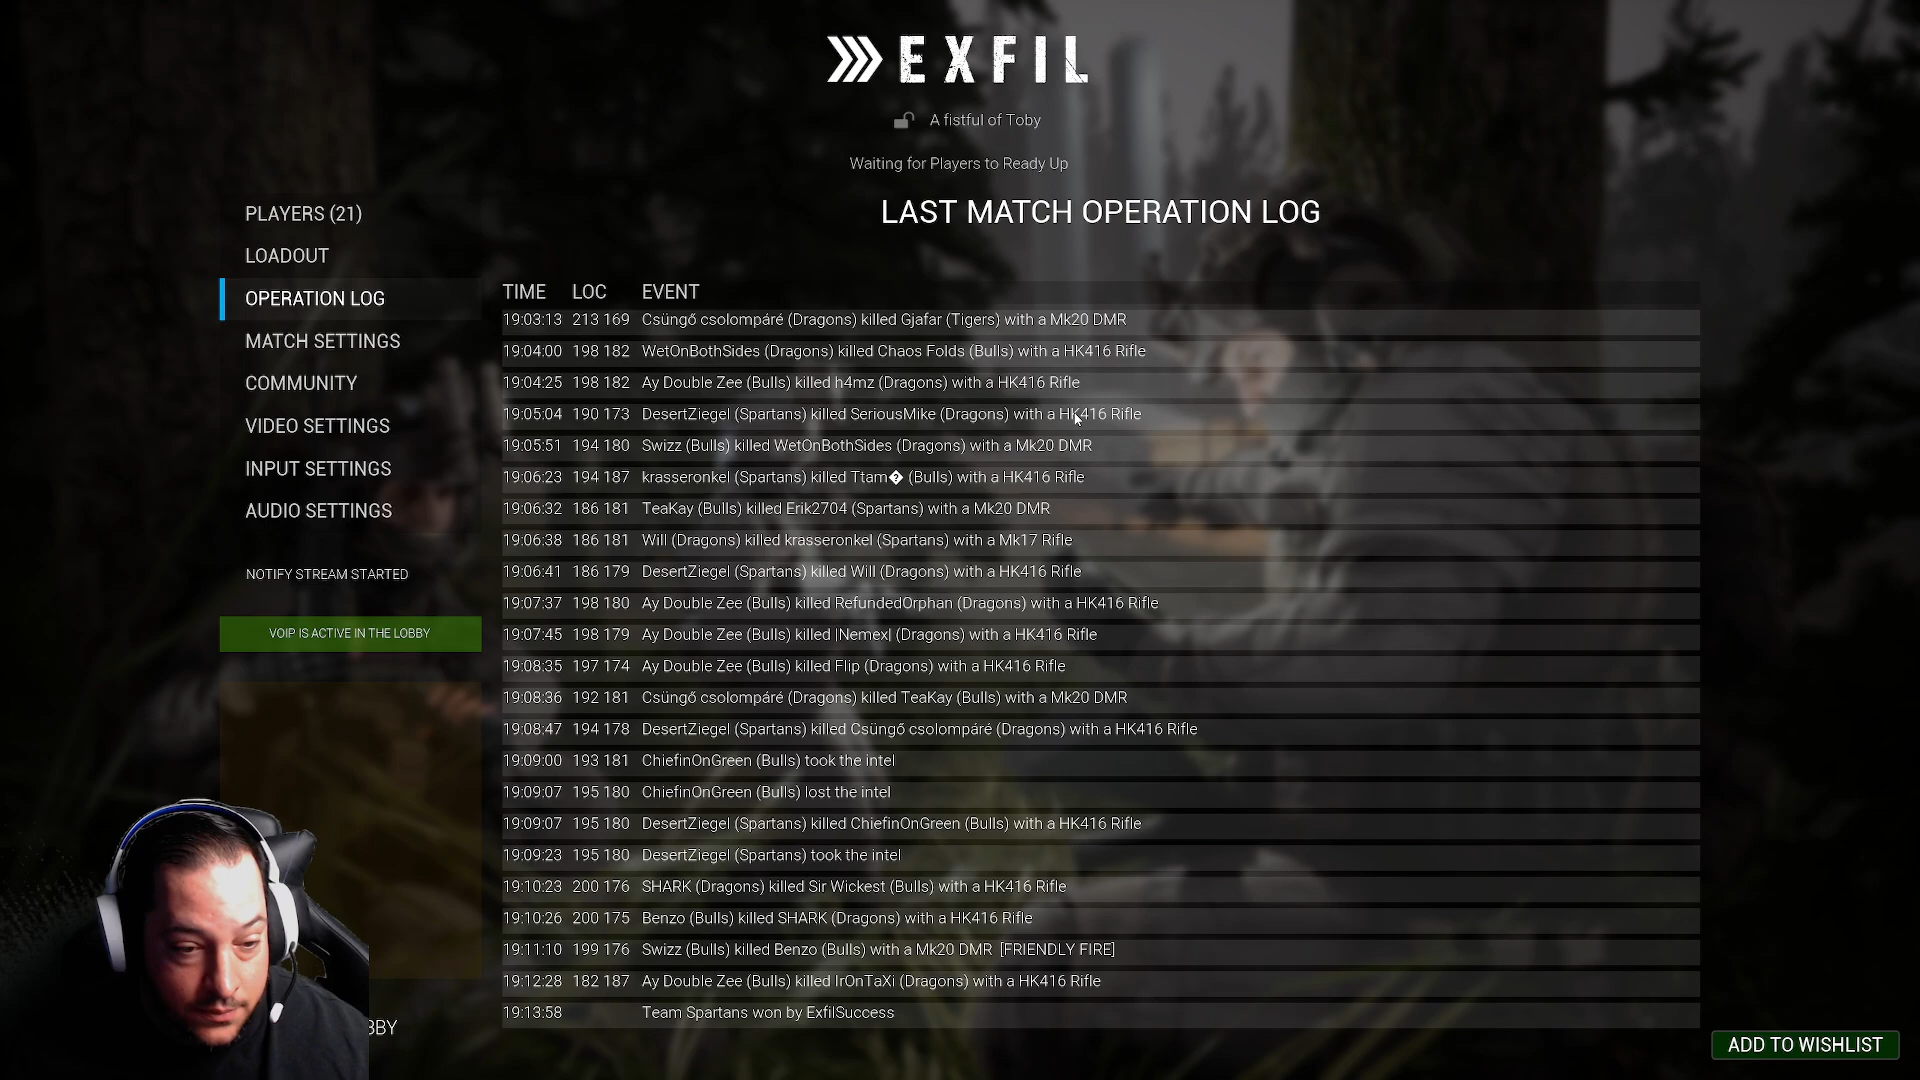 EXFIL
A fistful of Toby
Waiting for Players to Ready Up
PLAYERS (21)
LOADOUT
OPERATION LOG
MATCH SETTINGS
COMMUNITY
VIDEO SETTINGS
INPUT SETTINGS
AUDIO SETTINGS
NOTIFY STREAM STARTED
VOIP IS ACTIVE IN THE LOBBY
BBY
LAST MATCH OPERATION LOG
TIME LOC EVENT
19:03:13 213 169 Csüngő csolompáré (Dragons) killed Gjafar (Tigers) with a Mk20 DMR
19:04:00 198 182 WetOnBothSides (Dragons) killed Chaos Folds (Bulls) with a HK416 Rifle
19:04:25 198 182 Ay Double Zee (Bulls) killed h4mz (Dragons) with a HK416 Rifle
19:05:04 190 173 DesertZiegel (Spartans) killed SeriousMike (Dragons) with a HK416 Rifle
19:05:51 194 180 Swizz (Bulls) killed WetOnBothSides (Dragons) with a Mk20 DMR
19:06:23 194 187 krasseronkel (Spartans) killed Ttam� (Bulls) with a HK416 Rifle
19:06:32 186 181 TeaKay (Bulls) killed Erik2704 (Spartans) with a Mk20 DMR
19:06:38 186 181 Will (Dragons) killed krasseronkel (Spartans) with a Mk17 Rifle
19:06:41 186 179 DesertZiegel (Spartans) killed Will (Dragons) with a HK416 Rifle
19:07:37 198 180 Ay Double Zee (Bulls) killed RefundedOrphan (Dragons) with a HK416 Rifle
19:07:45 198 179 Ay Double Zee (Bulls) killed |Nemex| (Dragons) with a HK416 Rifle
19:08:35 197 174 Ay Double Zee (Bulls) killed Flip (Dragons) with a HK416 Rifle
19:08:36 192 181 Csüngő csolompáré (Dragons) killed TeaKay (Bulls) with a Mk20 DMR
19:08:47 194 178 DesertZiegel (Spartans) killed Csüngő csolompáré (Dragons) with a HK416 Rifle
19:09:00 193 181 ChiefinOnGreen (Bulls) took the intel
19:09:07 195 180 ChiefinOnGreen (Bulls) lost the intel
19:09:07 195 180 DesertZiegel (Spartans) killed ChiefinOnGreen (Bulls) with a HK416 Rifle
19:09:23 195 180 DesertZiegel (Spartans) took the intel
19:10:23 200 176 SHARK (Dragons) killed Sir Wickest (Bulls) with a HK416 Rifle
19:10:26 200 175 Benzo (Bulls) killed SHARK (Dragons) with a HK416 Rifle
19:11:10 199 176 Swizz (Bulls) killed Benzo (Bulls) with a Mk20 DMR [FRIENDLY FIRE]
19:12:28 182 187 Ay Double Zee (Bulls) killed IrOnTaXi (Dragons) with a HK416 Rifle
19:13:58 Team Spartans won by ExfilSuccess
ADD TO WISHLIST